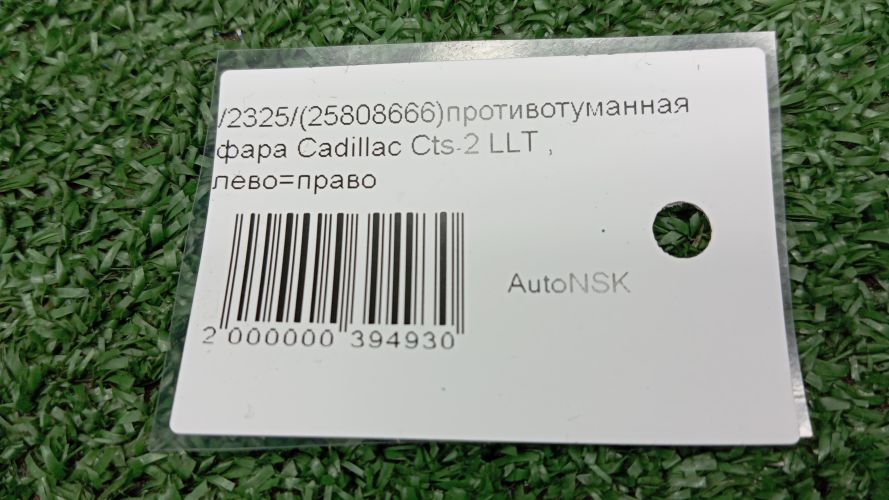 /2325/(25808666)противотуманная
фара Cadillac Cts-2 LLT ,
лево=право
AutoNSK
2 000000 394930